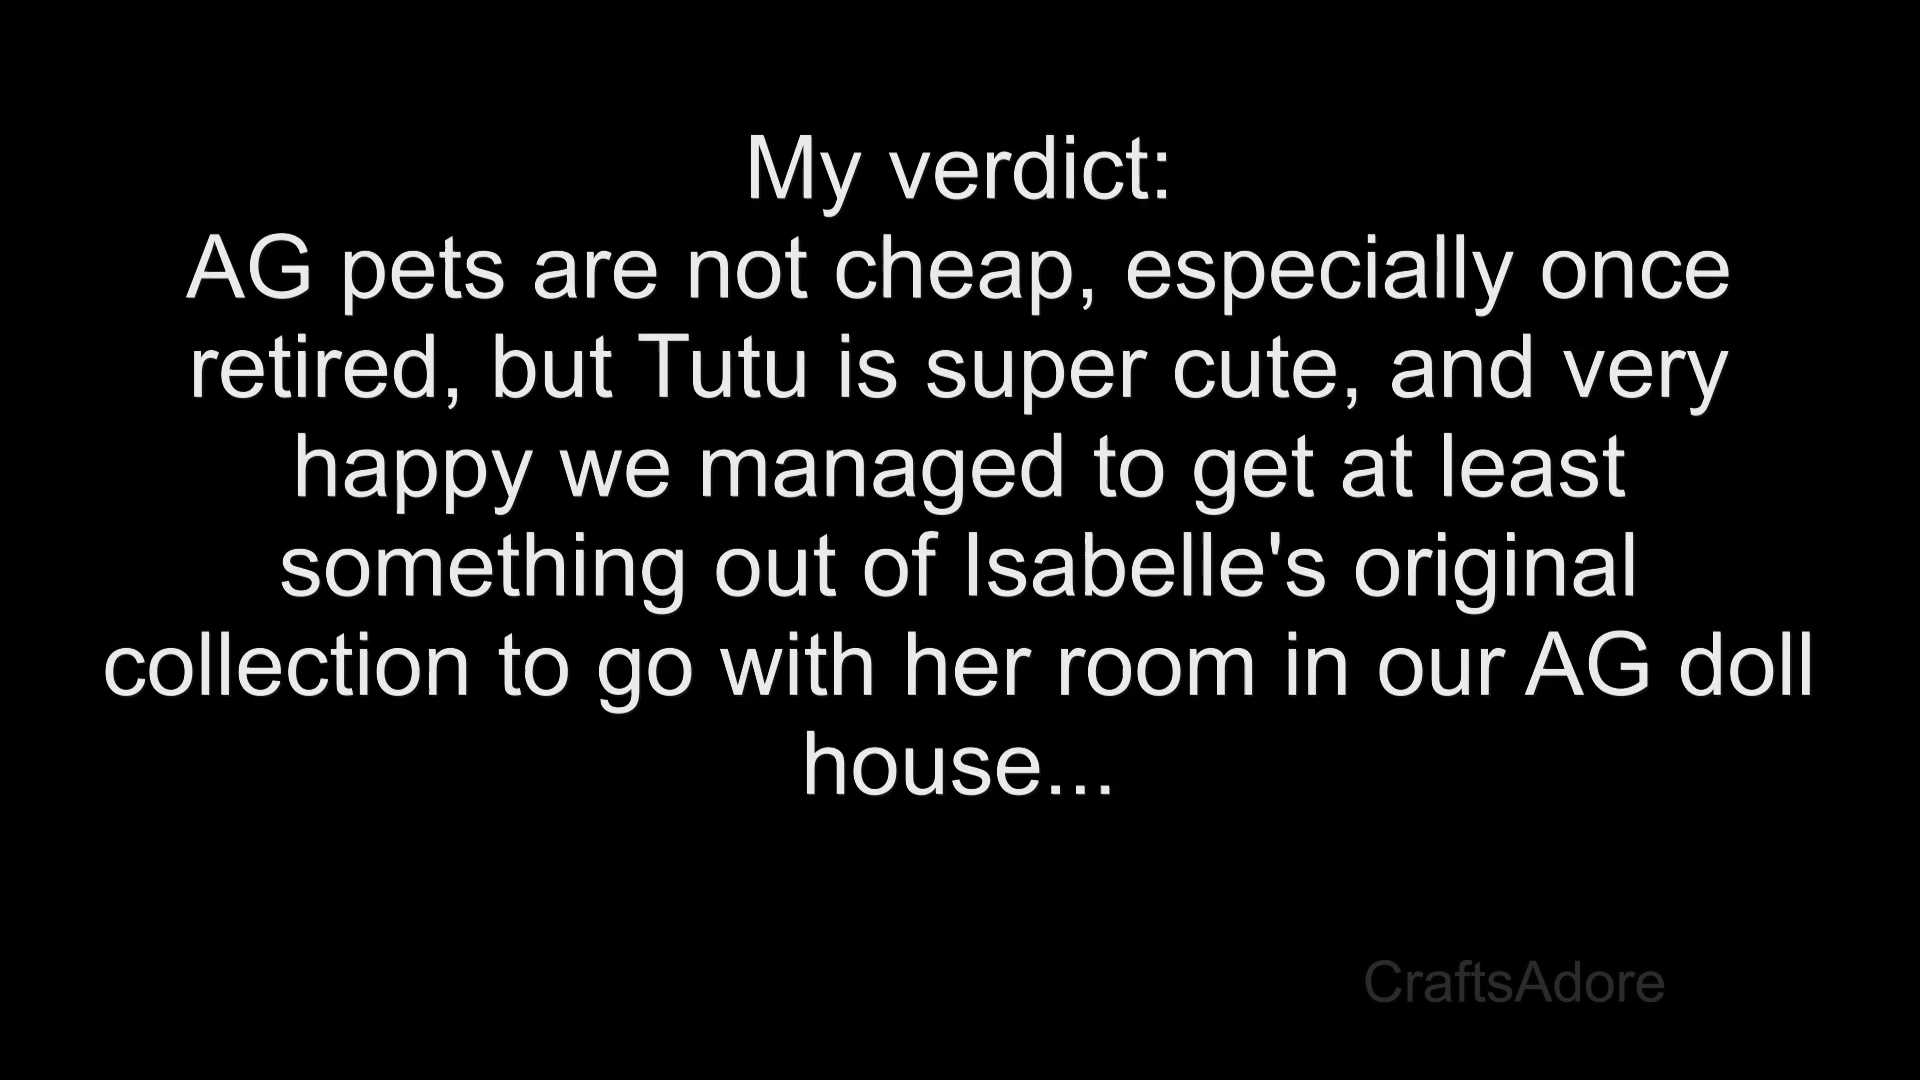 My verdict:
AG pets are not cheap, especially once
retired, but Tutu is super cute, and very
happy we managed to get at least
something out of Isabelle's original
collection to go with her room in our AG doll
house...
CraftsAdore